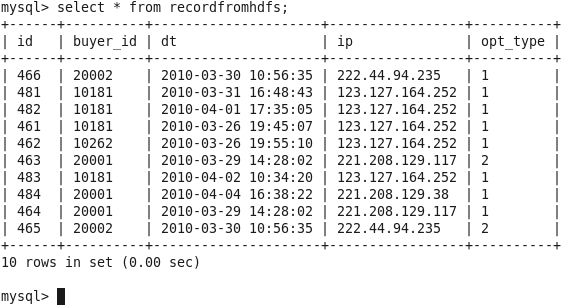 mysql> select * from recordfromhdfs;
+------+----------+---------------------+-----------------+----------+
| id   | buyer_id | dt                  | ip              | opt_type |
+------+----------+---------------------+-----------------+----------+
| 466  | 20002    | 2010-03-30 10:56:35 | 222.44.94.235   | 1        |
| 481  | 10181    | 2010-03-31 16:48:43 | 123.127.164.252 | 1        |
| 482  | 10181    | 2010-04-01 17:35:05 | 123.127.164.252 | 1        |
| 461  | 10181    | 2010-03-26 19:45:07 | 123.127.164.252 | 1        |
| 462  | 10262    | 2010-03-26 19:55:10 | 123.127.164.252 | 1        |
| 463  | 20001    | 2010-03-29 14:28:02 | 221.208.129.117 | 2        |
| 483  | 10181    | 2010-04-02 10:34:20 | 123.127.164.252 | 1        |
| 484  | 20001    | 2010-04-04 16:38:22 | 221.208.129.38  | 1        |
| 464  | 20001    | 2010-03-29 14:28:02 | 221.208.129.117 | 1        |
| 465  | 20002    | 2010-03-30 10:56:35 | 222.44.94.235   | 2        |
+------+----------+---------------------+-----------------+----------+
10 rows in set (0.00 sec)
mysql>